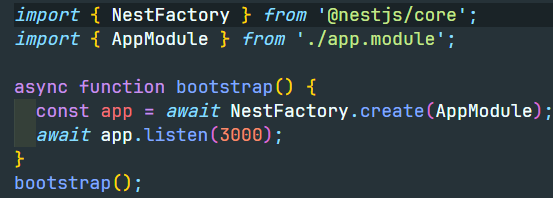 import { NestFactory } from '@nestjs/core';
import { AppModule } from './app.module';

async function bootstrap() {
  const app = await NestFactory.create(AppModule);
  await app.listen(3000);
}
bootstrap();